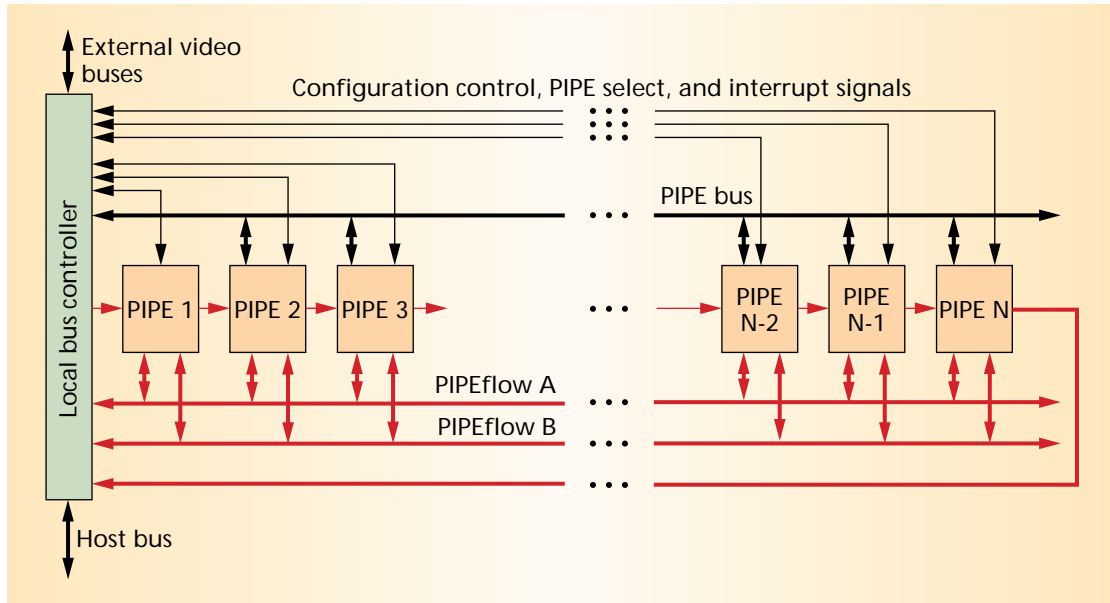 External video
buses
Configuration control, PIPE select, and interrupt signals
PIPE bus
Local bus controller
PIPE 1
PIPE 2
PIPE 3
PIPE
N-2
PIPE
N-1
PIPE N
PIPEflow A
PIPEflow B
Host bus